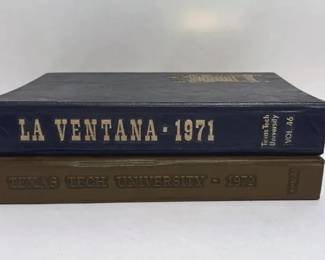 LA VENTANA - 1971
Texas Tech
University
VOL. 46
TEXAS TECH UNIVERSITY - 1972